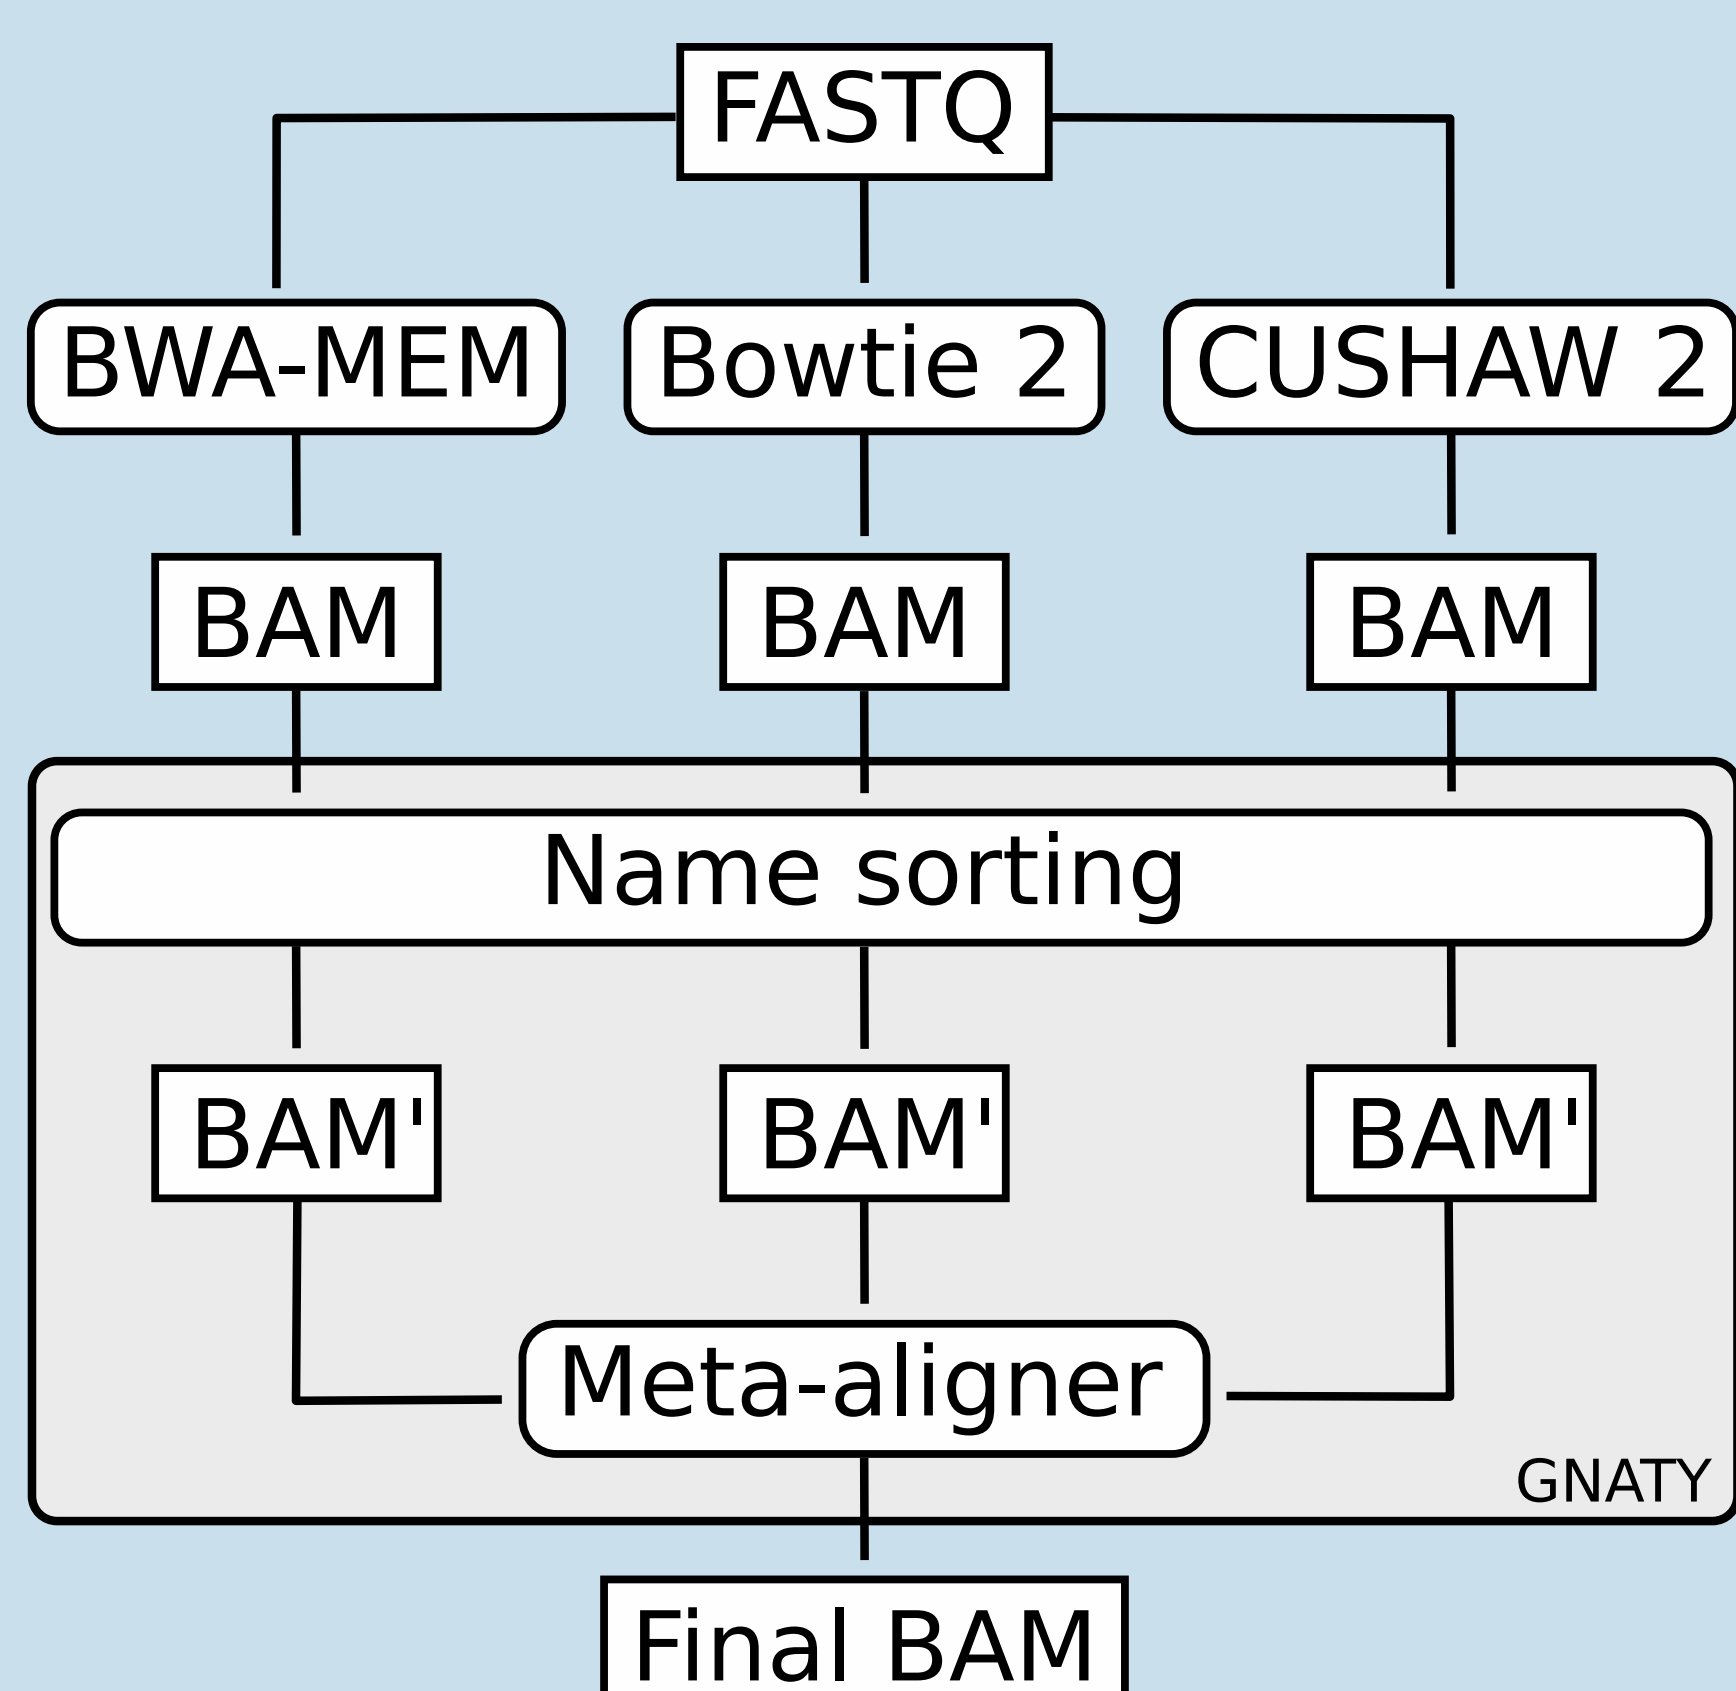 FASTQ
BWA-MEM
Bowtie 2
CUSHAW 2
BAM
BAM
BAM
Name sorting
BAM'
BAM'
BAM'
Meta-aligner
GNATY
Final BAM